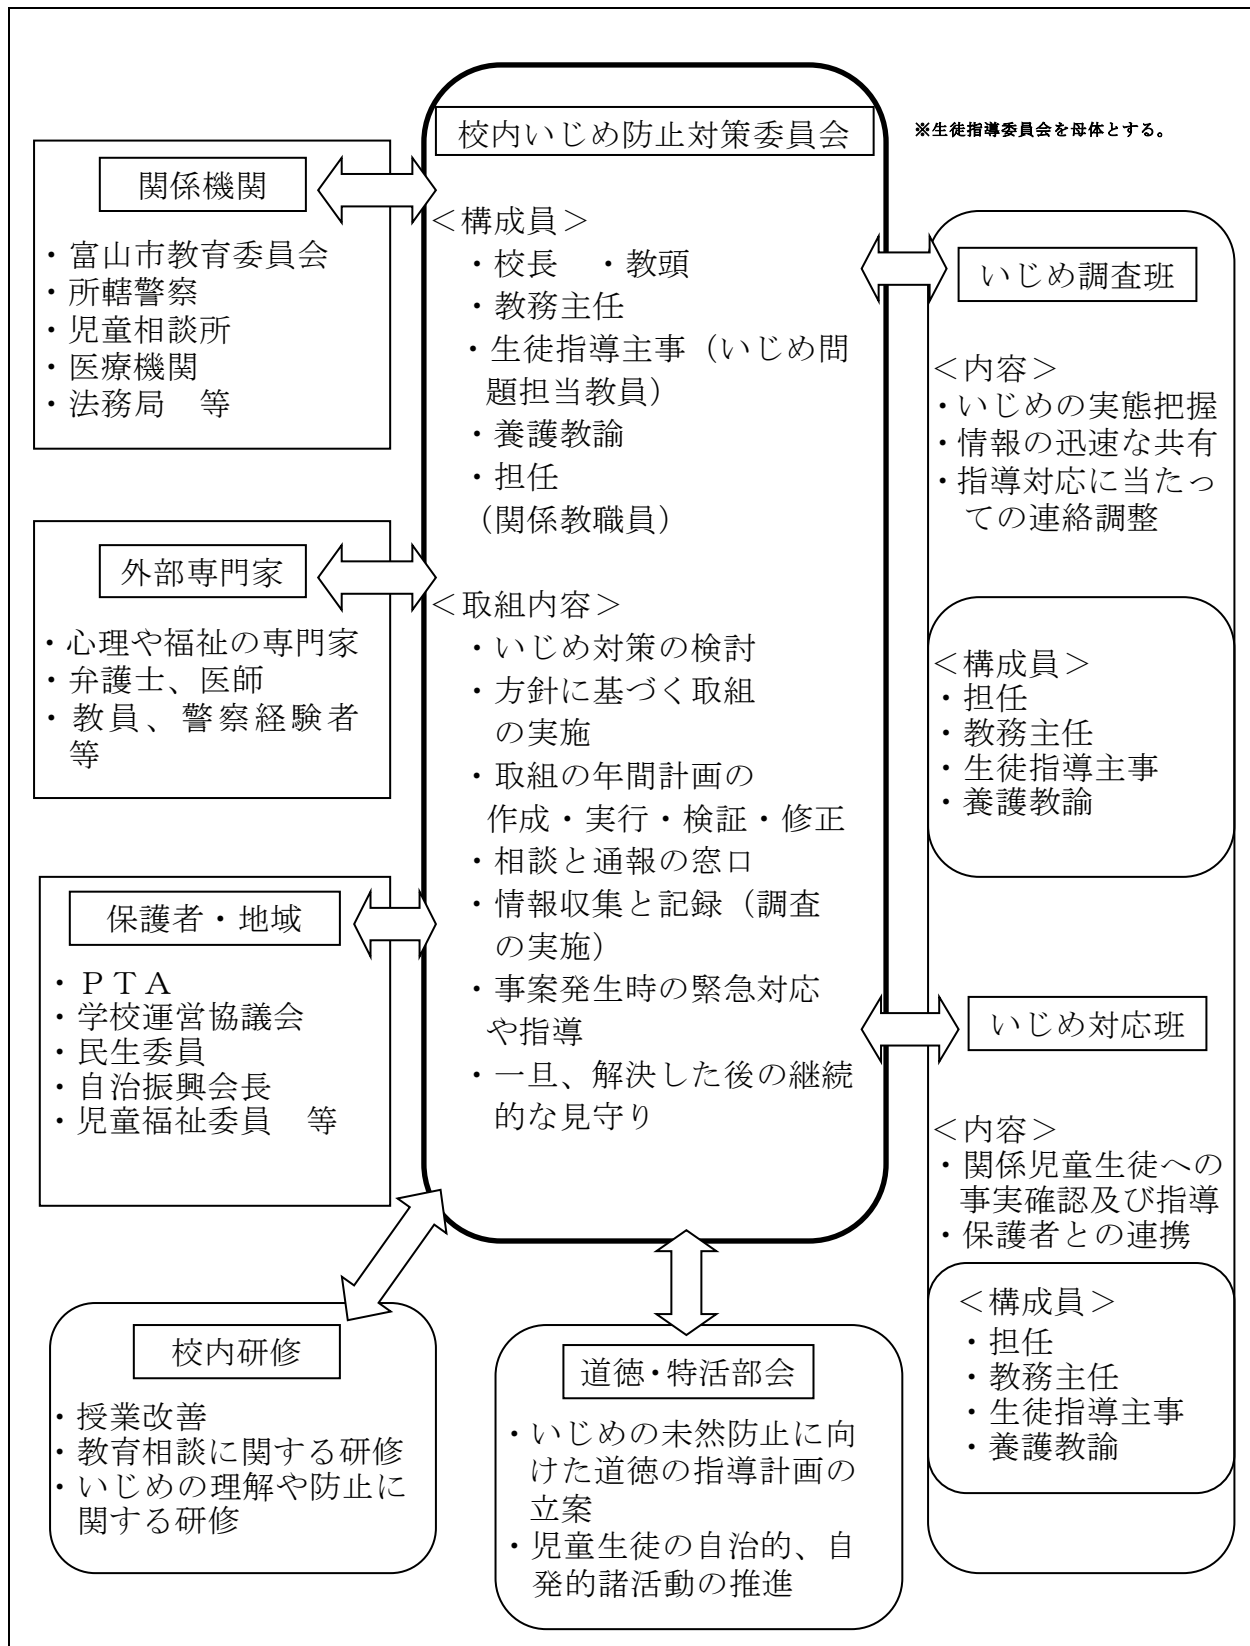 校内いじめ防止対策委員会
※生徒指導委員会を母体とする。
＜構成員＞
・校長　・教頭
・教務主任
・生徒指導主事（いじめ問
題担当教員）
・養護教諭
・担任
（関係教職員）
＜取組内容＞
・いじめ対策の検討
・方針に基づく取組
の実施
・取組の年間計画の
作成・実行・検証・修正
・相談と通報の窓口
・情報収集と記録（調査
の実施）
・事案発生時の緊急対応
や指導
・一旦、解決した後の継続
的な見守り
関係機関
・富山市教育委員会
・所轄警察
・児童相談所
・医療機関
・法務局　等
外部専門家
・心理や福祉の専門家
・弁護士、医師
・教員、警察経験者
等
保護者・地域
・ＰＴＡ
・学校運営協議会
・民生委員
・自治振興会長
・児童福祉委員　等
いじめ調査班
＜内容＞
・いじめの実態把握
・情報の迅速な共有
・指導対応に当たっ
ての連絡調整
＜構成員＞
・担任
・教務主任
・生徒指導主事
・養護教諭
いじめ対応班
＜内容＞
・関係児童生徒への
事実確認及び指導
・保護者との連携
＜構成員＞
・担任
・教務主任
・生徒指導主事
・養護教諭
校内研修
・授業改善
・教育相談に関する研修
・いじめの理解や防止に
関する研修
道徳・特活部会
・いじめの未然防止に向
けた道徳の指導計画の
立案
・児童生徒の自治的、自
発的諸活動の推進